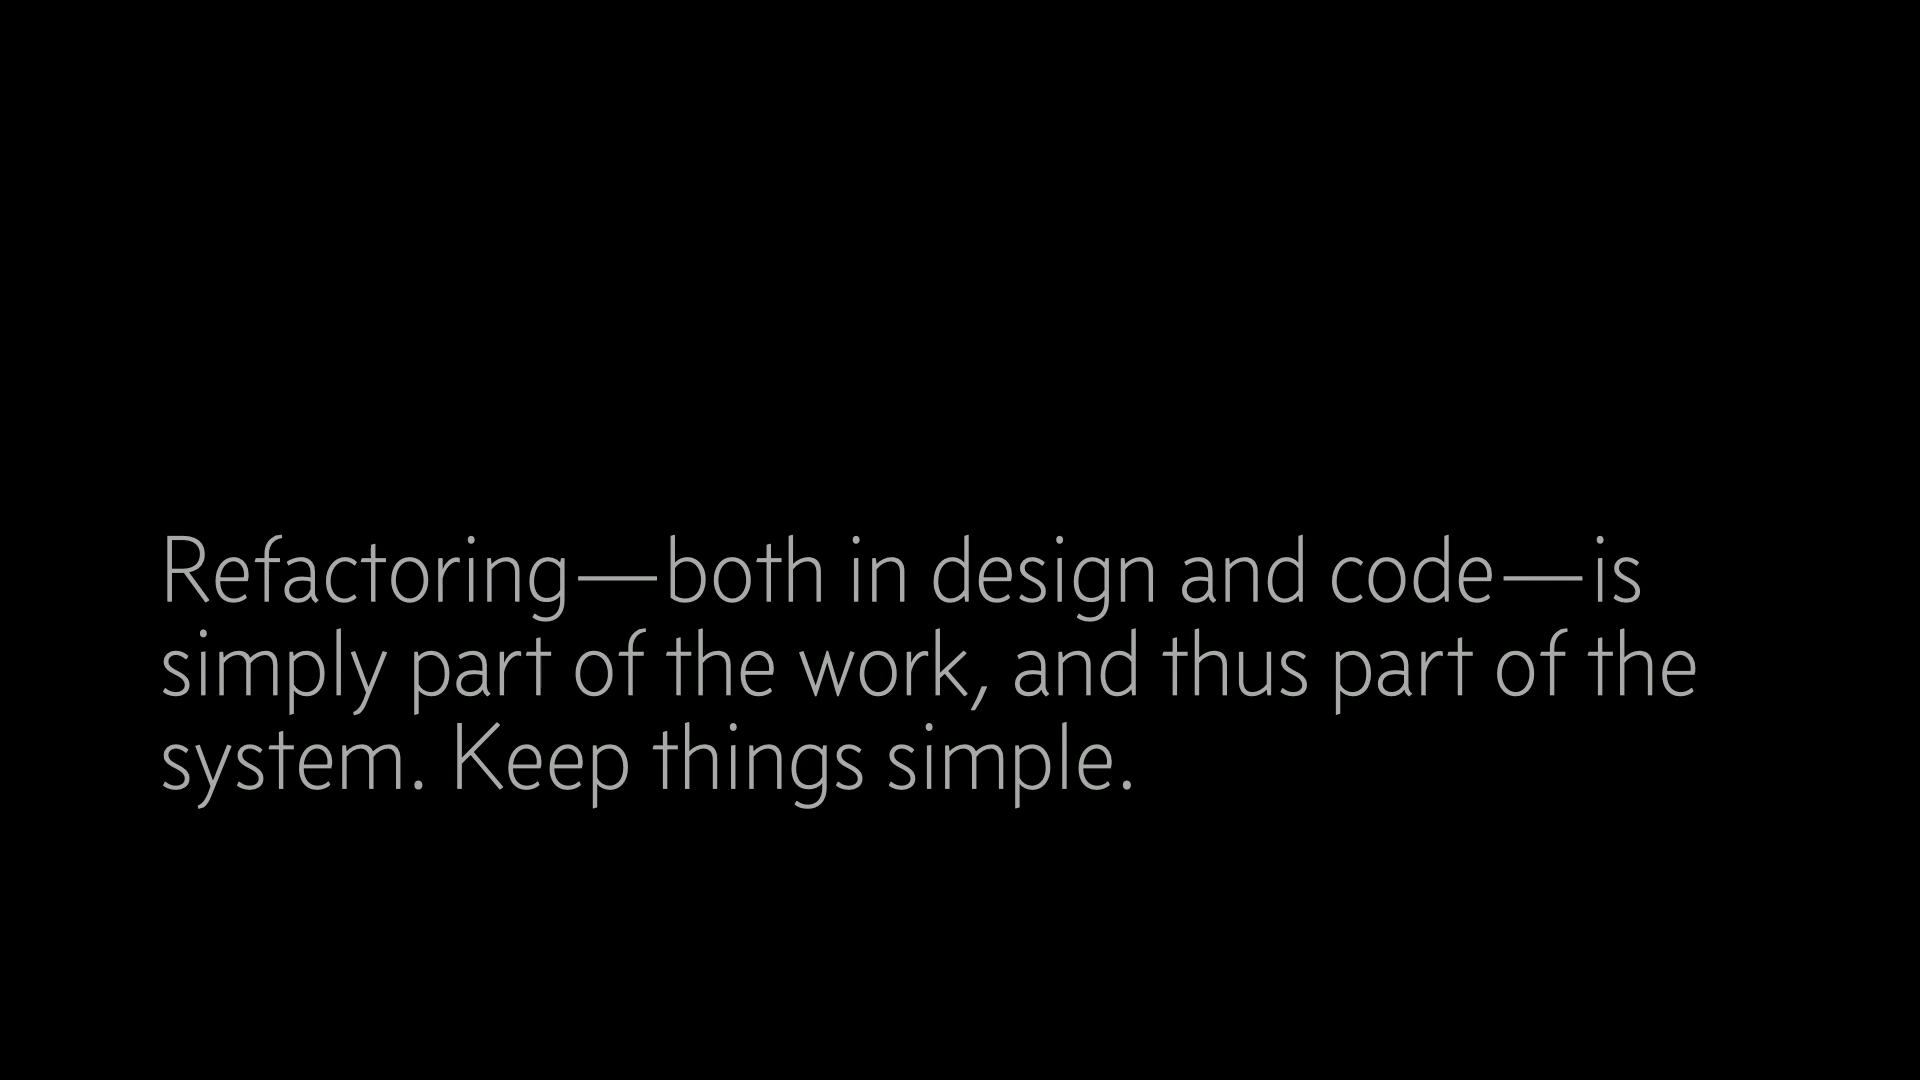 Refactoring—both in design and code—is
simply part of the work, and thus part of the
system. Keep things simple.